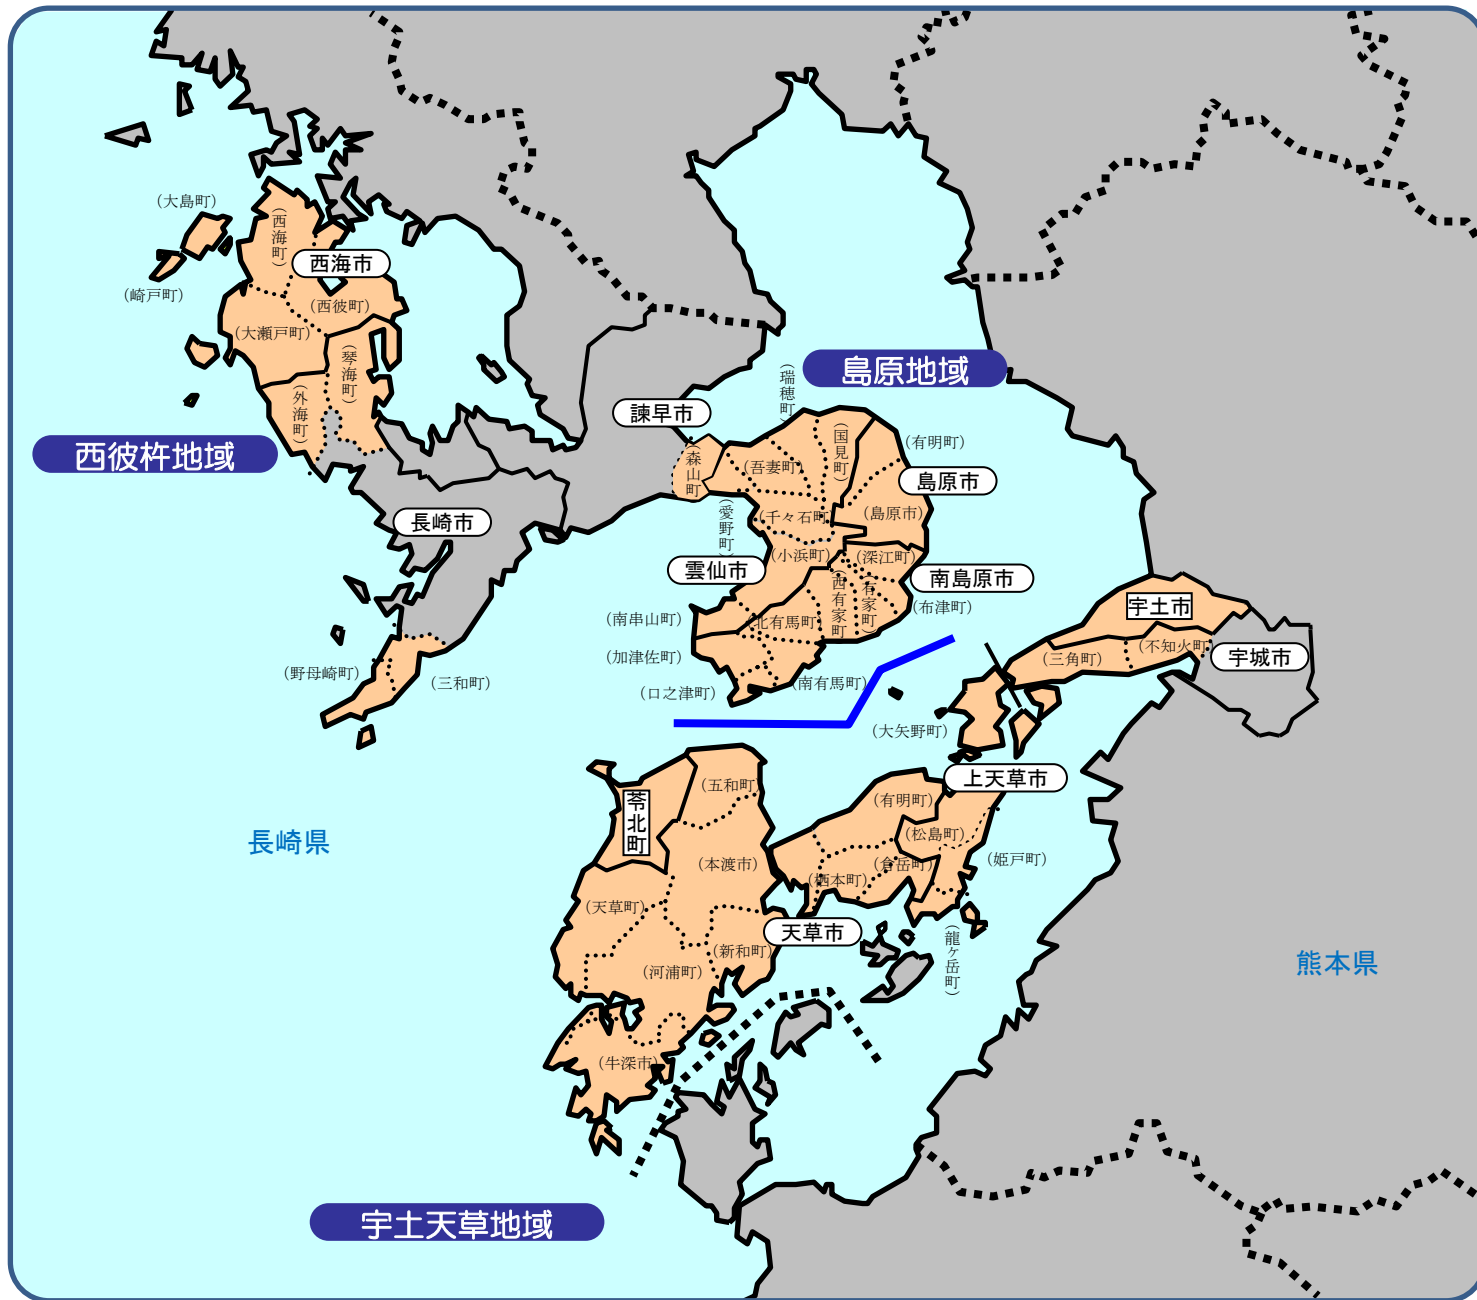 （大島町）
（西海町）
西海市
（崎戸町）
（西彼町）
（大瀬戸町）
（琴海町）
（外海町）
西彼杵地域
長崎市
（野母崎町）
（三和町）
島原地域
（瑞穂町）
諫早市
（森山町）
（国見町）
（有明町）
（吾妻町）
島原市
（愛野町）
（千々石町）
（島原市）
（小浜町）
（深江町）
雲仙市
南島原市
（西有家町）
（有家町）
（布津町）
（南串山町）
（北有馬町）
（加津佐町）
（口之津町）
（南有馬町）
宇土市
（不知火町）
（三角町）
宇城市
（大矢野町）
上天草市
（五和町）
（有明町）
苓北町
（松島町）
長崎県
（本渡市）
（倉岳町）
（姫戸町）
（栖本町）
（天草町）
天草市
（龍ヶ岳町）
（新和町）
（河浦町）
熊本県
（牛深市）
宇土天草地域